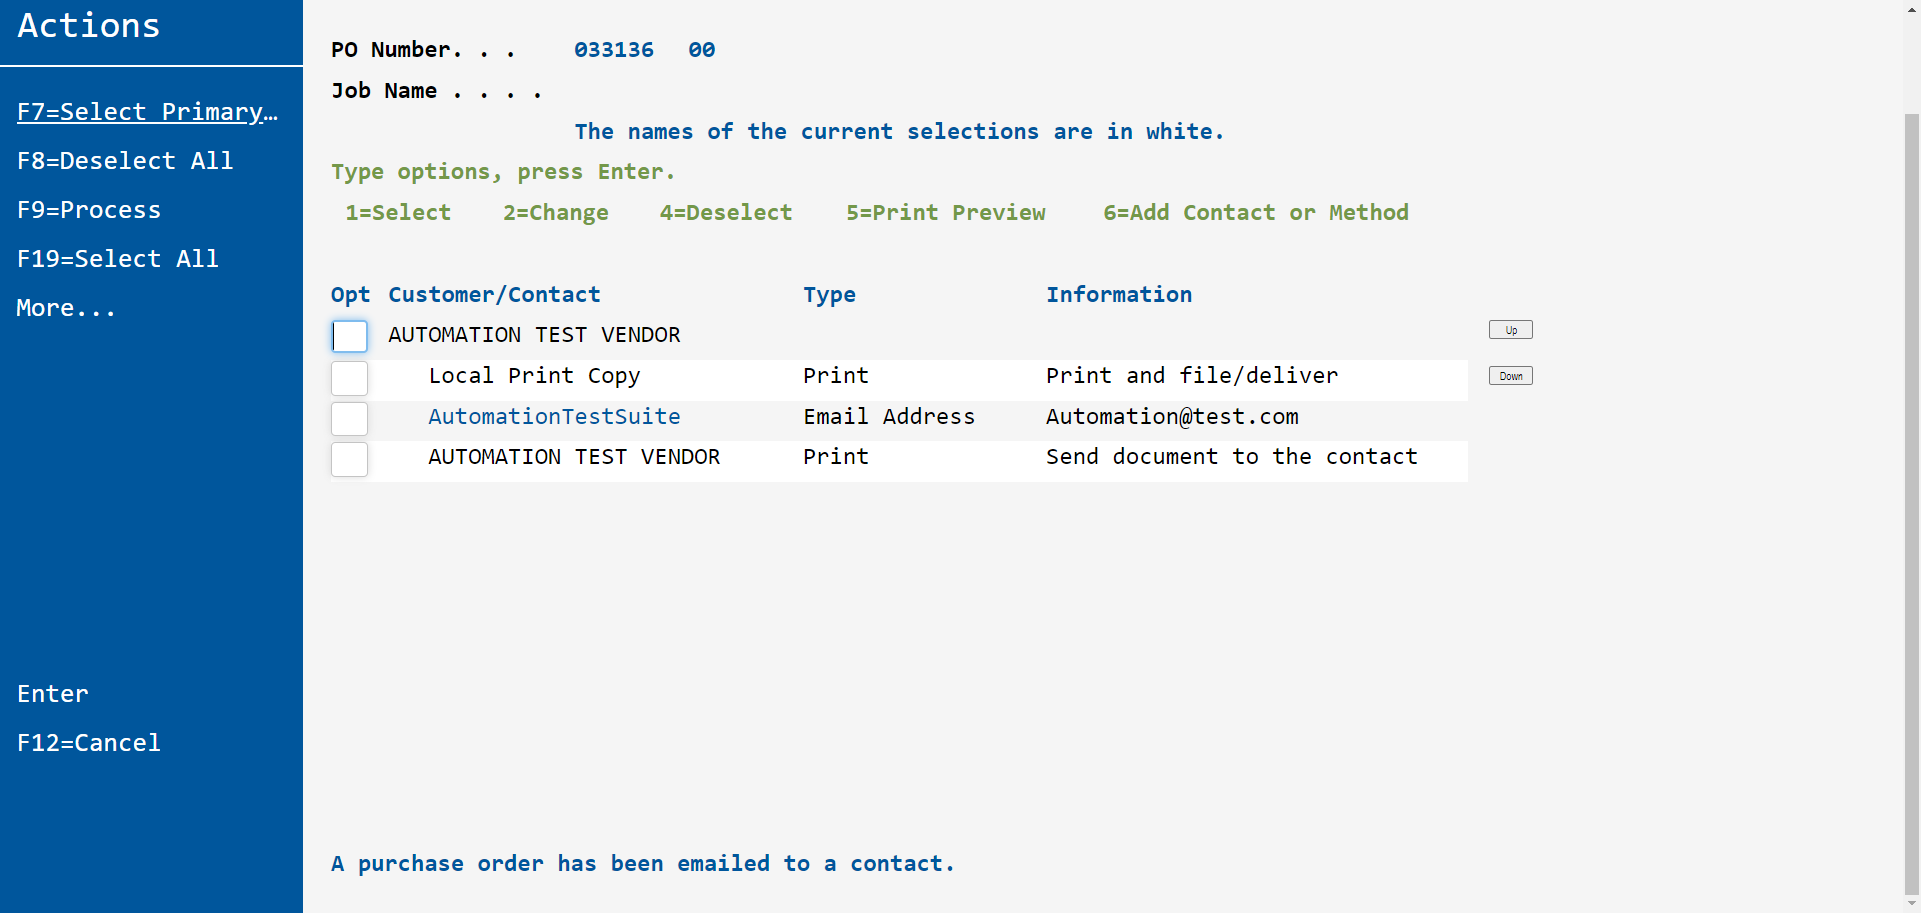 Actions
F7=Select Primary…
F8=Deselect All
F9=Process
F19=Select All
More...
Enter
F12=Cancel
PO Number. . . 033136 00
Job Name . . . .
The names of the current selections are in white.
Type options, press Enter.
1=Select 2=Change 4=Deselect 5=Print Preview 6=Add Contact or Method
Opt Customer/Contact Type Information
AUTOMATION TEST VENDOR Up
Local Print Copy Print Print and file/deliver Down
AutomationTestSuite Email Address Automation@test.com
AUTOMATION TEST VENDOR Print Send document to the contact
A purchase order has been emailed to a contact.